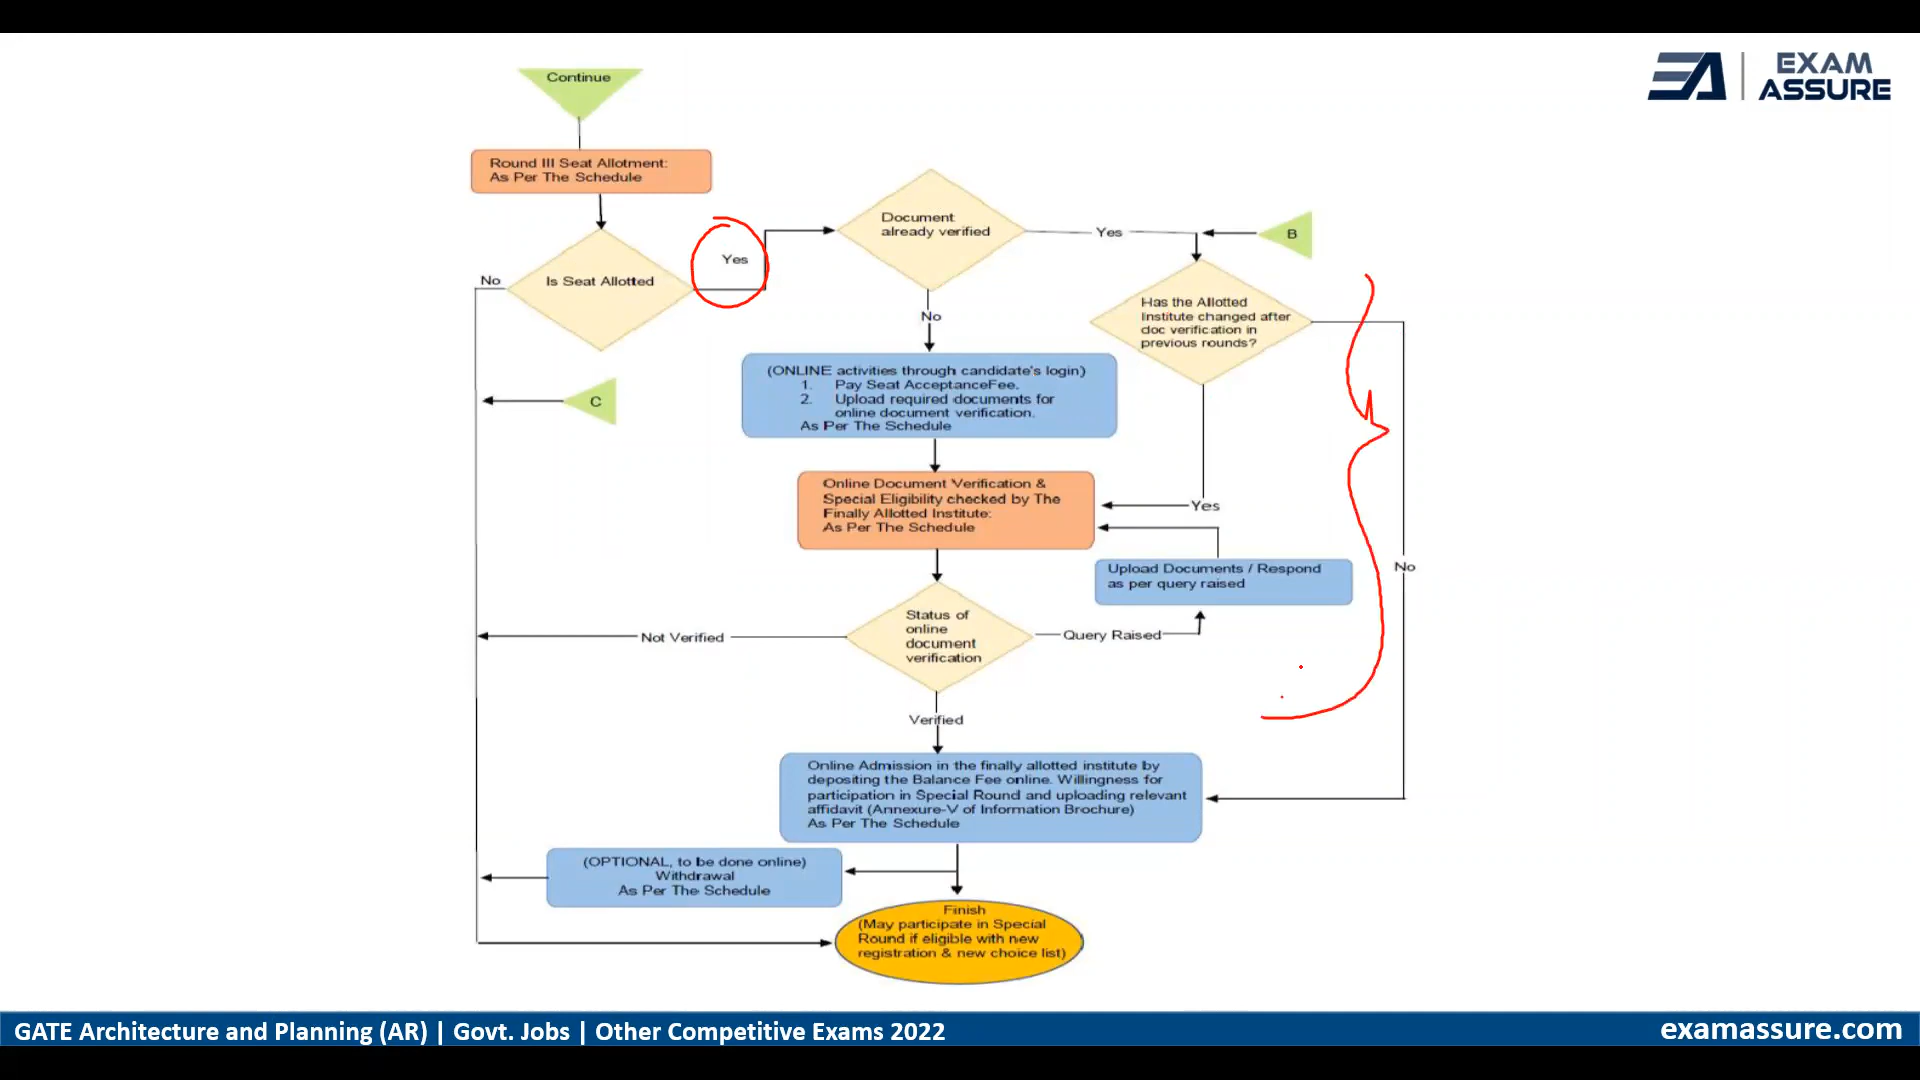 EXAM
ASSURE
Continue
Round III Seat Allotment:
As Per The Schedule
Is Seat Allotted
Yes
No
Document
already verified
Yes
B
No
Has the Allotted
Institute changed after
doc verification in
previous rounds?
(ONLINE activities through candidate's login)
1. Pay Seat AcceptanceFee.
2. Upload required documents for
online document verification.
As Per The Schedule
C
Online Document Verification &
Special Eligibility checked by The
Finally Allotted Institute:
As Per The Schedule
Yes
Upload Documents / Respond
as per query raised
No
Status of
online
document
verification
Not Verified
Query Raised
Verified
Online Admission in the finally allotted institute by
depositing the Balance Fee online. Willingness for
participation in Special Round and uploading relevant
affidavit (Annexure-V of Information Brochure)
As Per The Schedule
(OPTIONAL, to be done online)
Withdrawal
As Per The Schedule
Finish
(May participate in Special
Round if eligible with new
registration & new choice list)
GATE Architecture and Planning (AR) | Govt. Jobs | Other Competitive Exams 2022
examassure.com